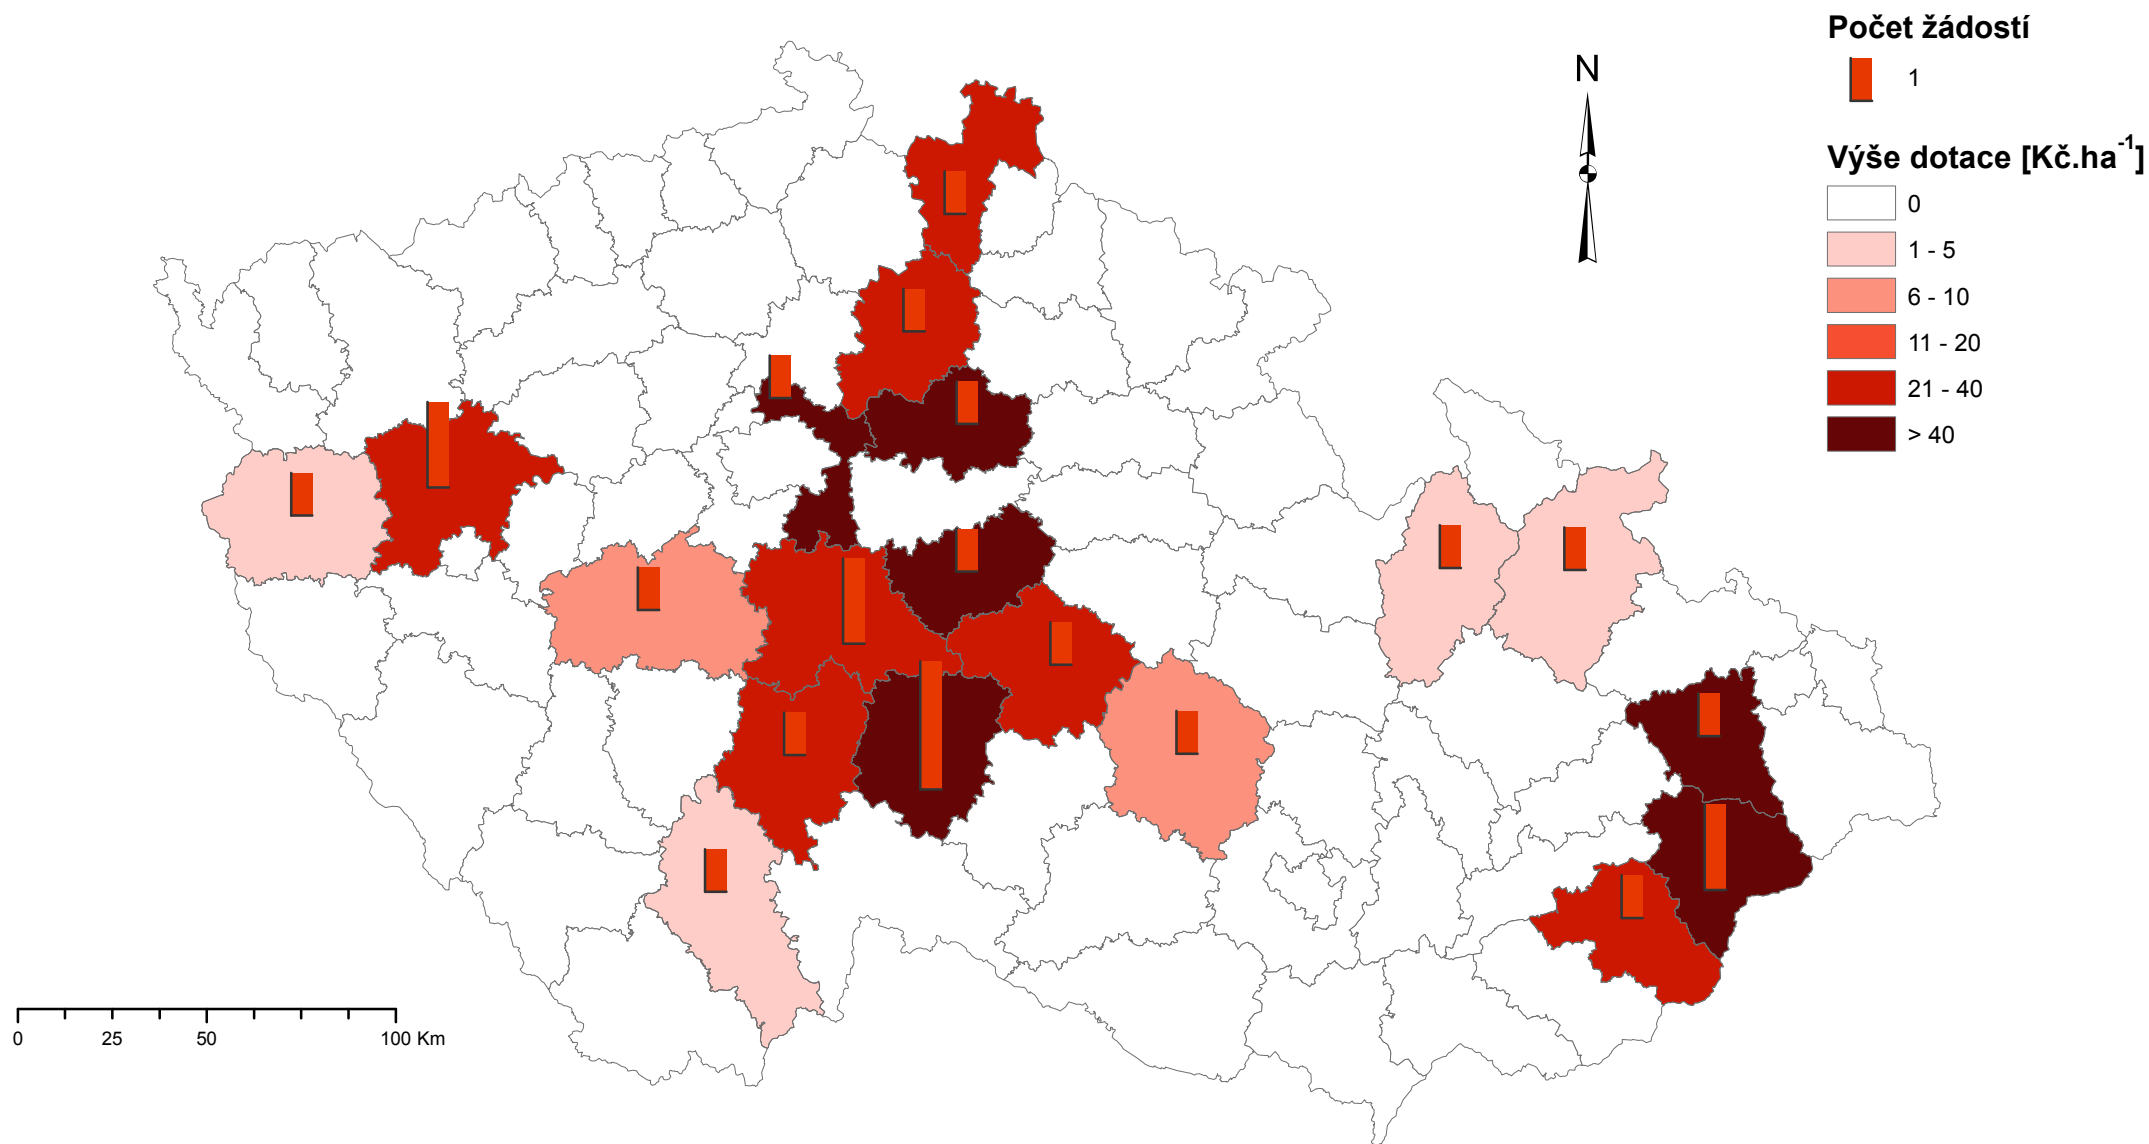 Počet žádostí
1
N
Výše dotace [Kč.ha⁻¹]
0
1 - 5
6 - 10
11 - 20
21 - 40
> 40
0 25 50 100 Km